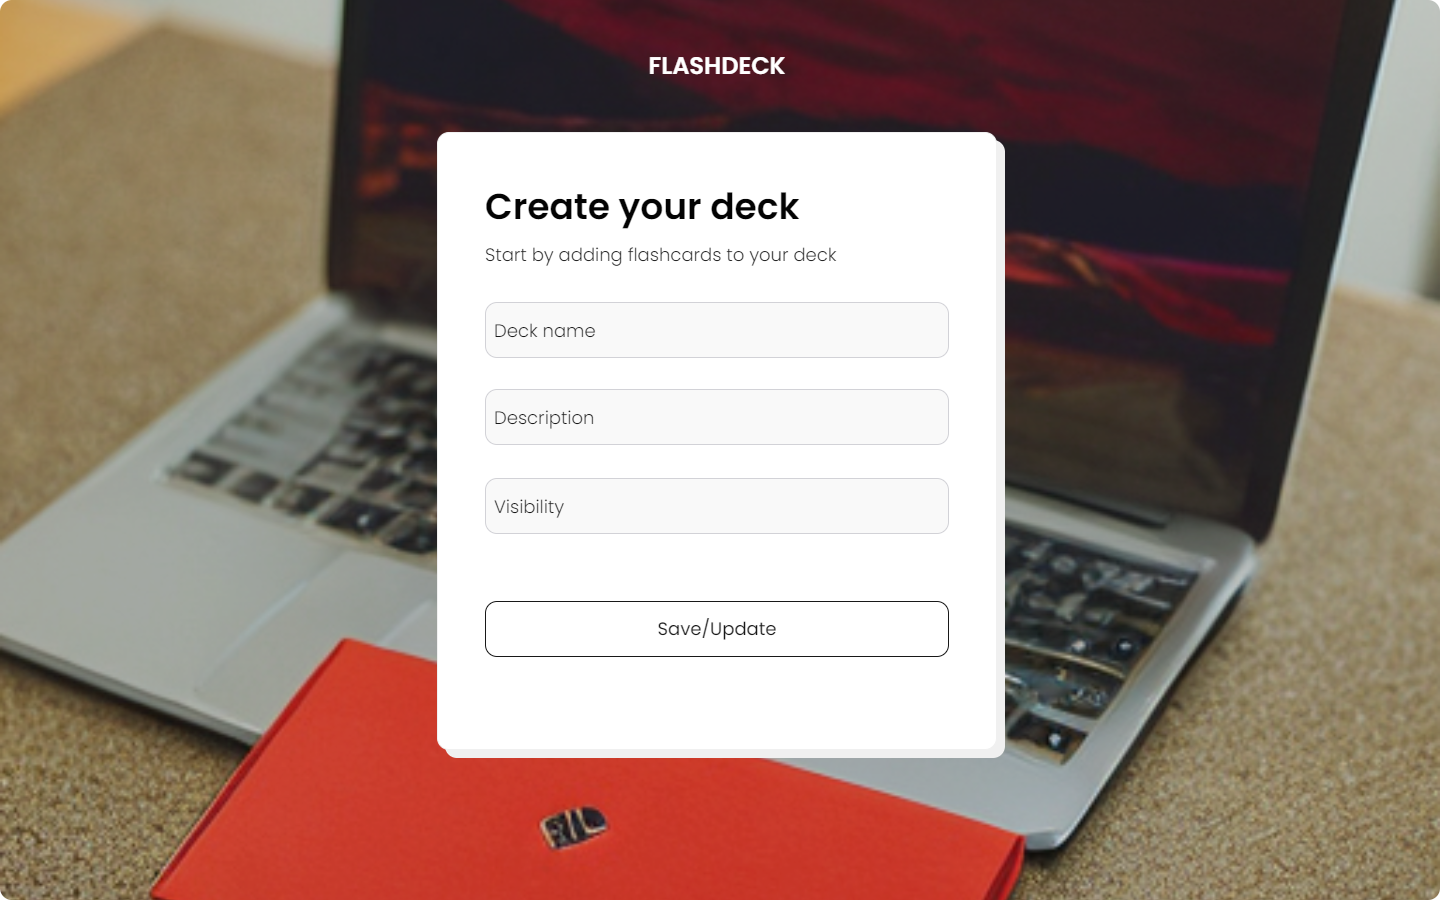 FLASHDECK
Create your deck
Start by adding flashcards to your deck
Deck name
Description
Visibility
Save/Update